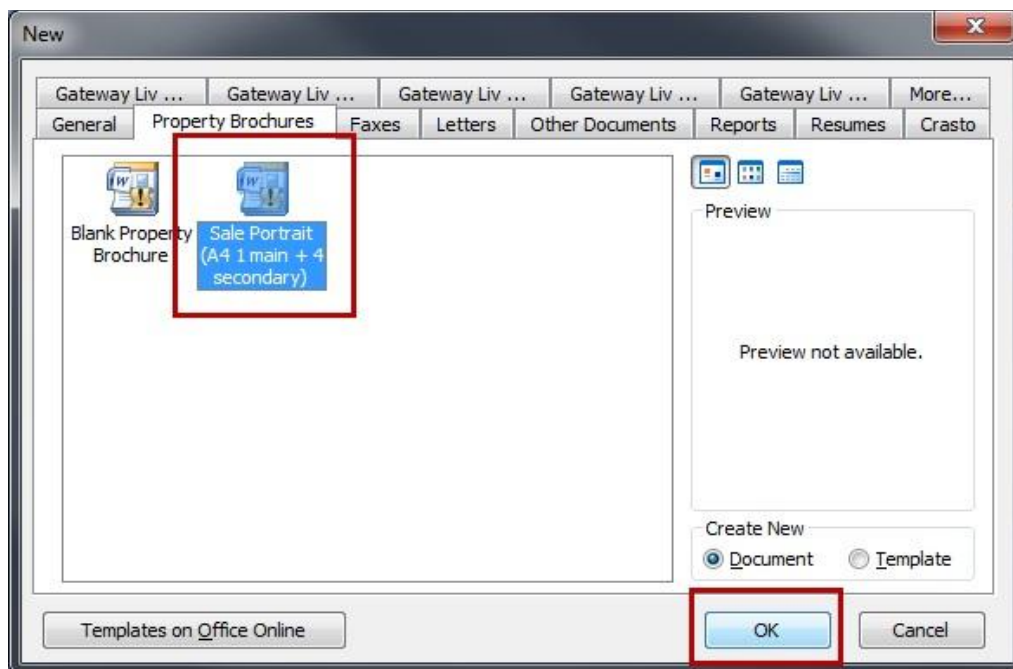 New
Gateway Liv ... Gateway Liv ... Gateway Liv ... Gateway Liv ... Gateway Liv ... More...
General Property Brochures Faxes Letters Other Documents Reports Resumes Crasto
Blank Property
Brochure
Sale Portrait
(A4 1 main + 4
secondary)
Preview
Preview not available.
Create New
Document Template
Templates on Office Online OK Cancel